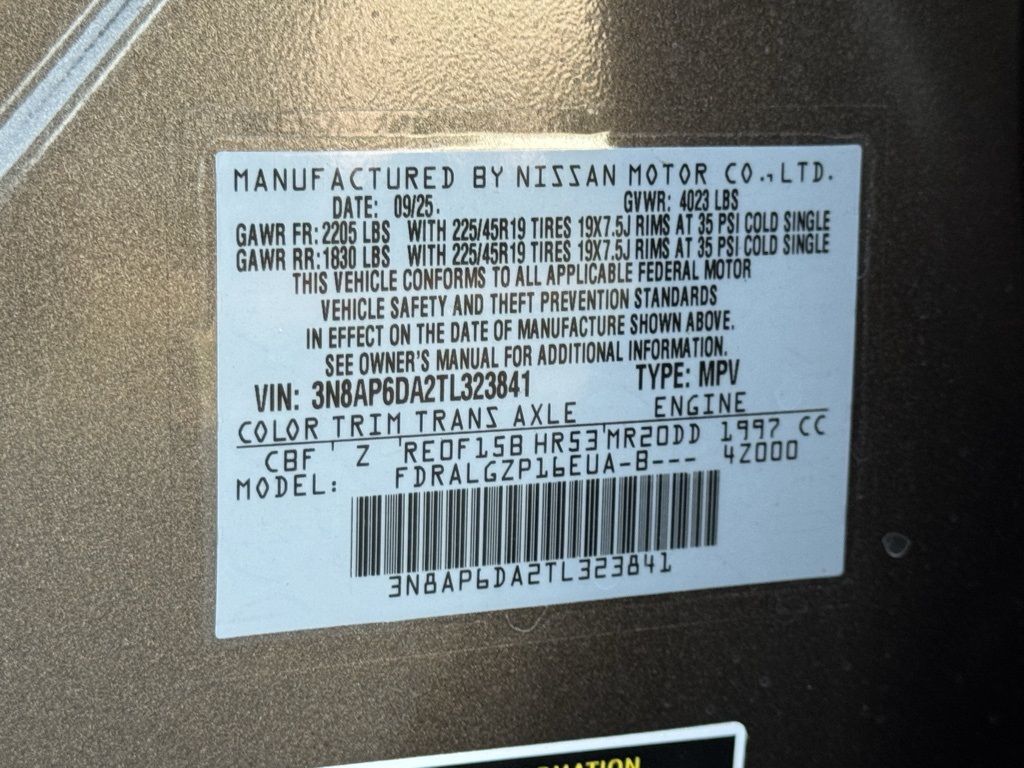 MANUFACTURED BY NISSAN MOTOR CO.,LTD.
DATE: 09/25. GVWR: 4023 LBS
GAWR FR: 2205 LBS WITH 225/45R19 TIRES 19X7.5J RIMS AT 35 PSI COLD SINGLE
GAWR RR: 1830 LBS WITH 225/45R19 TIRES 19X7.5J RIMS AT 35 PSI COLD SINGLE
THIS VEHICLE CONFORMS TO ALL APPLICABLE FEDERAL MOTOR
VEHICLE SAFETY AND THEFT PREVENTION STANDARDS
IN EFFECT ON THE DATE OF MANUFACTURE SHOWN ABOVE.
SEE OWNER'S MANUAL FOR ADDITIONAL INFORMATION.
VIN: 3N8AP6DA2TL323841 TYPE: MPV
COLOR TRIM TRANS AXLE ENGINE
CBF ' Z ' RE0F15B HR53'MR20DD 1997 CC
MODEL: FDRALGZP16EUA-B--- 4Z000
3N8AP6DA2TL323841